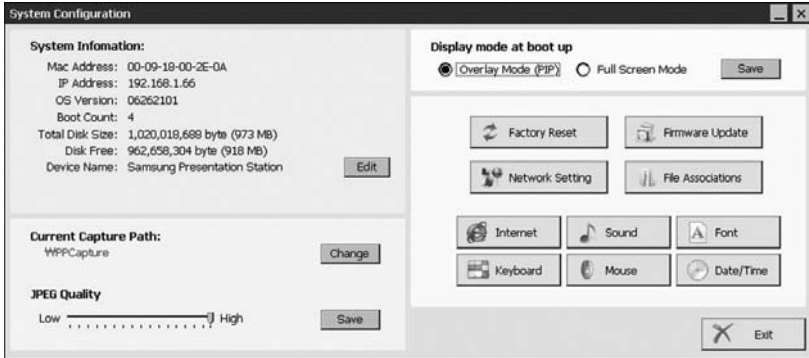 System Configuration
System Infomation:
Mac Address: 00-09-18-00-2E-0A
IP Address: 192.168.1.66
OS Version: 06262101
Boot Count: 4
Total Disk Size: 1,020,018,688 byte (973 MB)
Disk Free: 962,658,304 byte (918 MB)
Device Name: Samsung Presentation Station
Edit
Current Capture Path:
₩PPCapture
Change
JPEG Quality
Low High
Save
Display mode at boot up
Overlay Mode (PIP) Full Screen Mode Save
Factory Reset Firmware Update
Network Setting File Associations
Internet Sound Font
Keyboard Mouse Date/Time
Exit